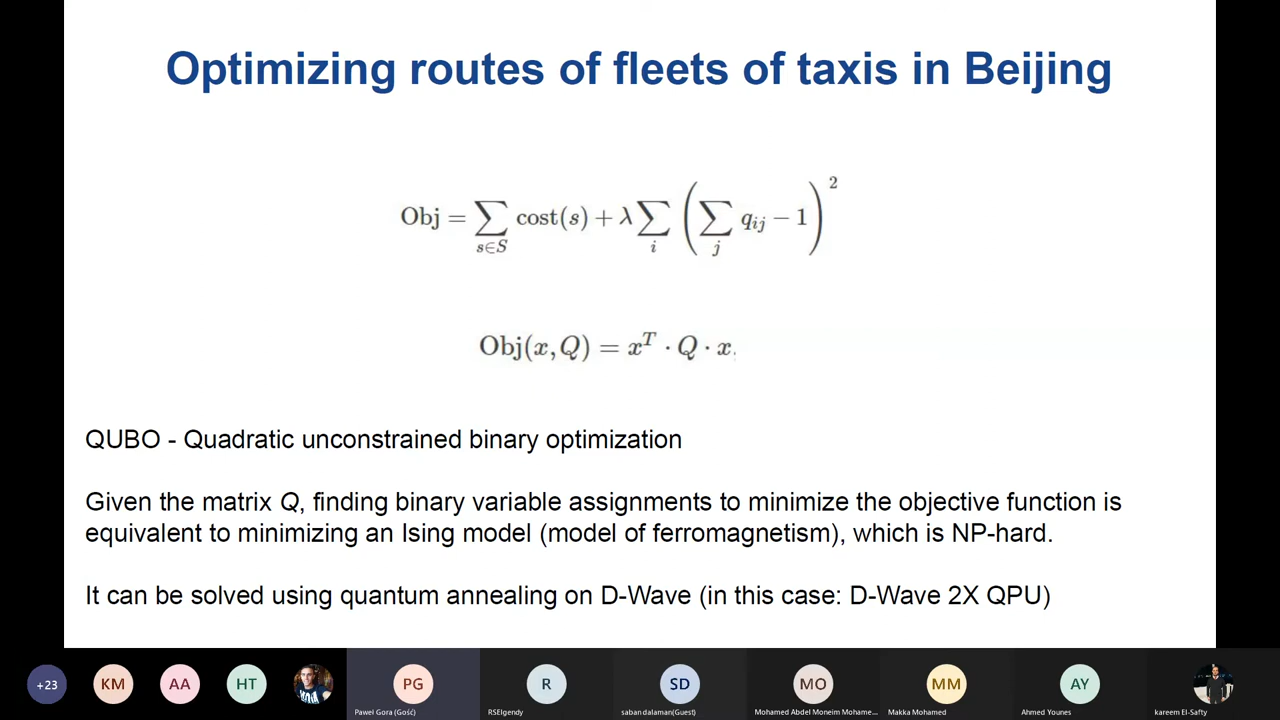 Optimizing routes of fleets of taxis in Beijing
Obj = ∑_{s∈S} cost(s) + λ ∑_i (∑_j q_{ij} − 1)^2
Obj(x, Q) = x^T · Q · x
QUBO - Quadratic unconstrained binary optimization
Given the matrix Q, finding binary variable assignments to minimize the objective function is
equivalent to minimizing an Ising model (model of ferromagnetism), which is NP-hard.
It can be solved using quantum annealing on D-Wave (in this case: D-Wave 2X QPU)
+23 KM AA HT PG R SD MO MM AY
Paweł Gora (Gość) RSElgendy saban dalaman(Guest) Mohamed Abdel Moneim Mohame... Makka Mohamed Ahmed Younes kareem El-Safty